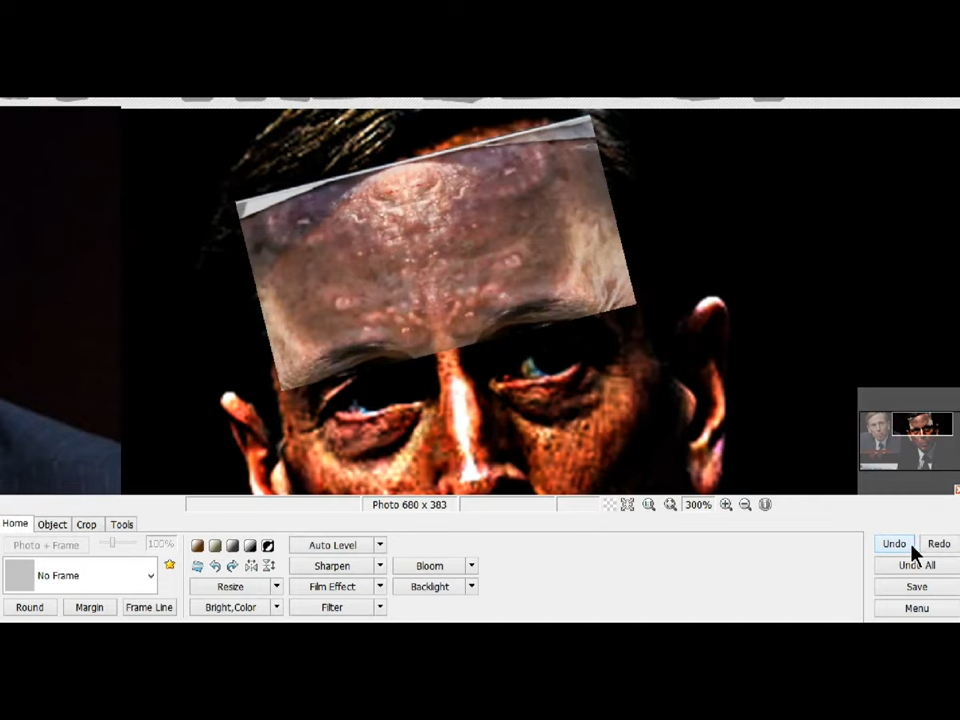 Photo 680 x 383
300%
Home Object Crop Tools
Undo Redo
Photo + Frame 100% Auto Level
Undo All
No Frame Sharpen Bloom
Resize Film Effect Backlight Save
Round Margin Frame Line Bright,Color Filter Menu